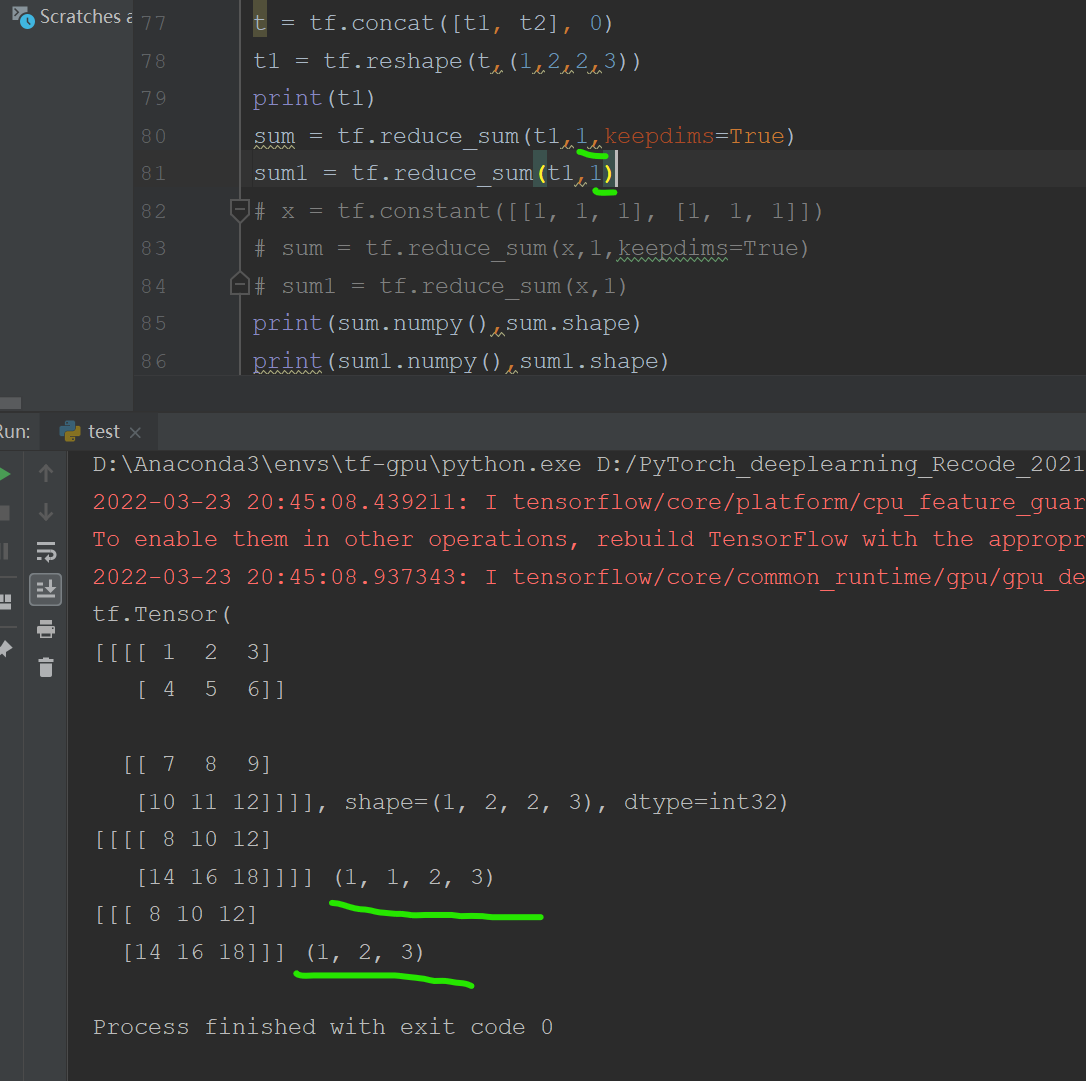 Scratches a
77 t = tf.concat([t1, t2], 0)
78 t1 = tf.reshape(t,(1,2,2,3))
79 print(t1)
80 sum = tf.reduce_sum(t1,1,keepdims=True)
81 sum1 = tf.reduce_sum(t1,1)
82 # x = tf.constant([[1, 1, 1], [1, 1, 1]])
83 # sum = tf.reduce_sum(x,1,keepdims=True)
84 # sum1 = tf.reduce_sum(x,1)
85 print(sum.numpy(),sum.shape)
86 print(sum1.numpy(),sum1.shape)
Run: test
D:\Anaconda3\envs\tf-gpu\python.exe D:/PyTorch_deeplearning_Recode_2021
2022-03-23 20:45:08.439211: I tensorflow/core/platform/cpu_feature_guar
To enable them in other operations, rebuild TensorFlow with the appropr
2022-03-23 20:45:08.937343: I tensorflow/core/common_runtime/gpu/gpu_de
tf.Tensor(
[[[[ 1  2  3]
   [ 4  5  6]]
  [[ 7  8  9]
   [10 11 12]]]], shape=(1, 2, 2, 3), dtype=int32)
[[[[ 8 10 12]
   [14 16 18]]]] (1, 1, 2, 3)
[[[ 8 10 12]
  [14 16 18]]] (1, 2, 3)
Process finished with exit code 0